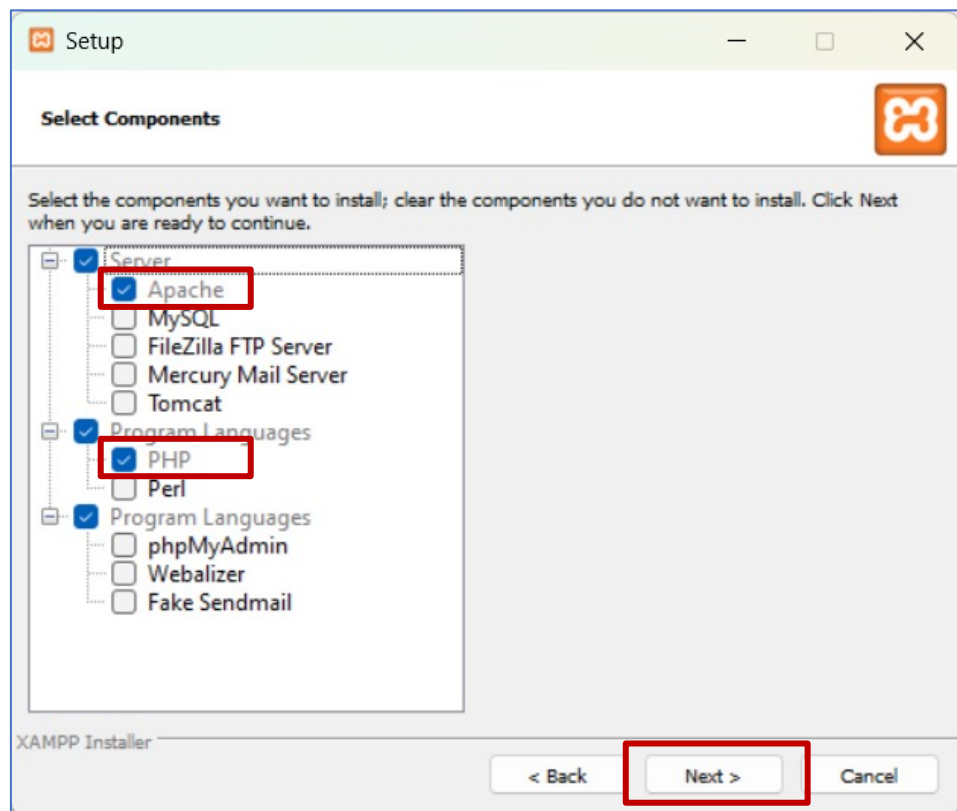 Setup
Select Components
Select the components you want to install; clear the components you do not want to install. Click Next
when you are ready to continue.
Server
Apache
MySQL
FileZilla FTP Server
Mercury Mail Server
Tomcat
Program Languages
PHP
Perl
Program Languages
phpMyAdmin
Webalizer
Fake Sendmail
XAMPP Installer
< Back
Next >
Cancel